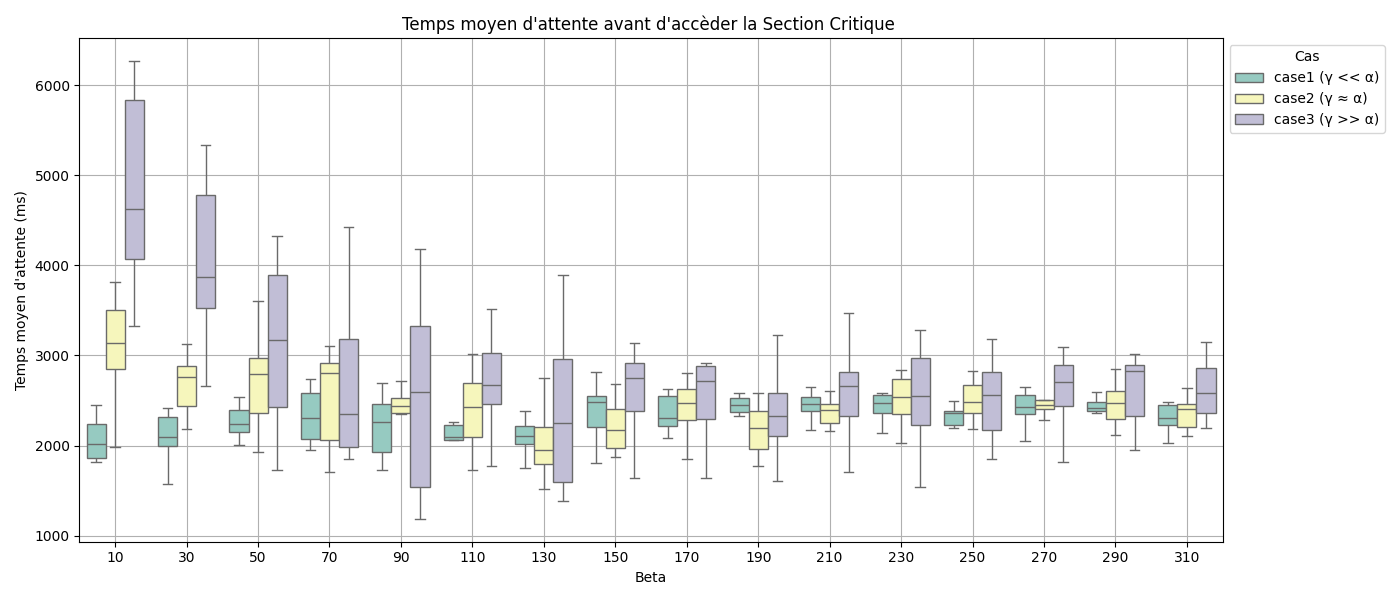 Temps moyen d'attente avant d'accèder la Section Critique
Cas
case1 (γ << α)
case2 (γ ≈ α)
case3 (γ >> α)
Temps moyen d'attente (ms)
6000
5000
4000
3000
2000
1000
10 30 50 70 90 110 130 150 170 190 210 230 250 270 290 310
Beta